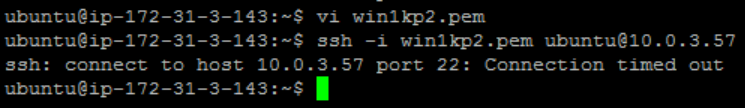 ubuntu@ip-172-31-3-143:~$ vi win1kp2.pem
ubuntu@ip-172-31-3-143:~$ ssh -i win1kp2.pem ubuntu@10.0.3.57
ssh: connect to host 10.0.3.57 port 22: Connection timed out
ubuntu@ip-172-31-3-143:~$